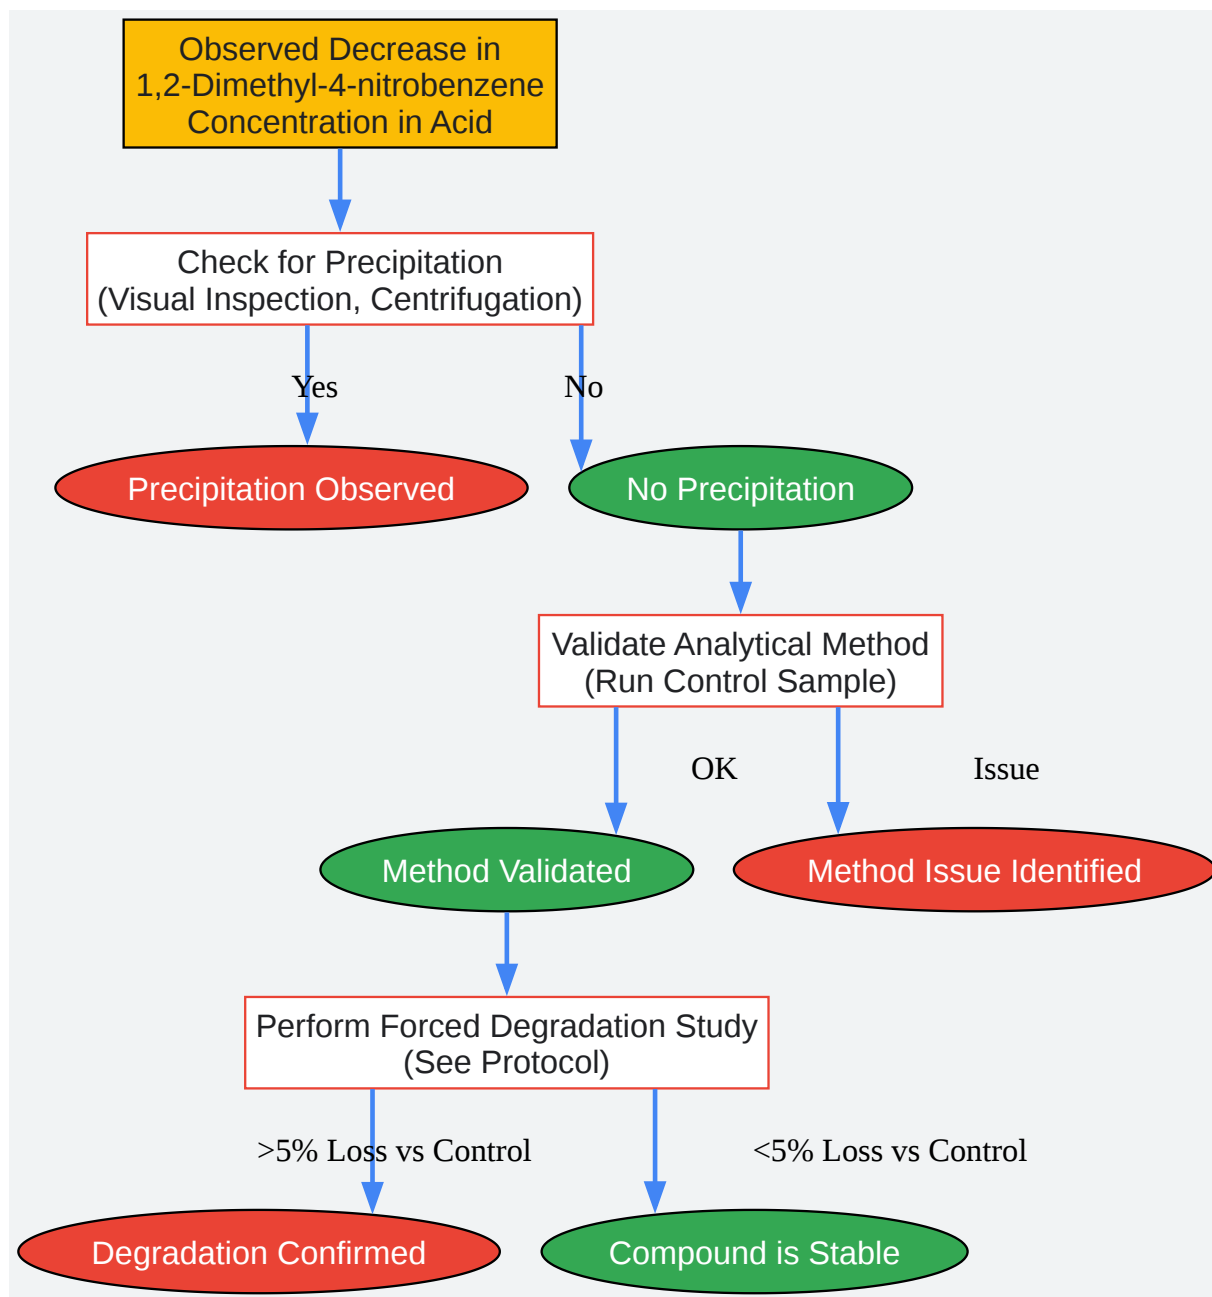 Observed Decrease in
1,2-Dimethyl-4-nitrobenzene
Concentration in Acid
Check for Precipitation
(Visual Inspection, Centrifugation)
Yes
No
Precipitation Observed
No Precipitation
Validate Analytical Method
(Run Control Sample)
OK
Issue
Method Validated
Method Issue Identified
Perform Forced Degradation Study
(See Protocol)
>5% Loss vs Control
<5% Loss vs Control
Degradation Confirmed
Compound is Stable